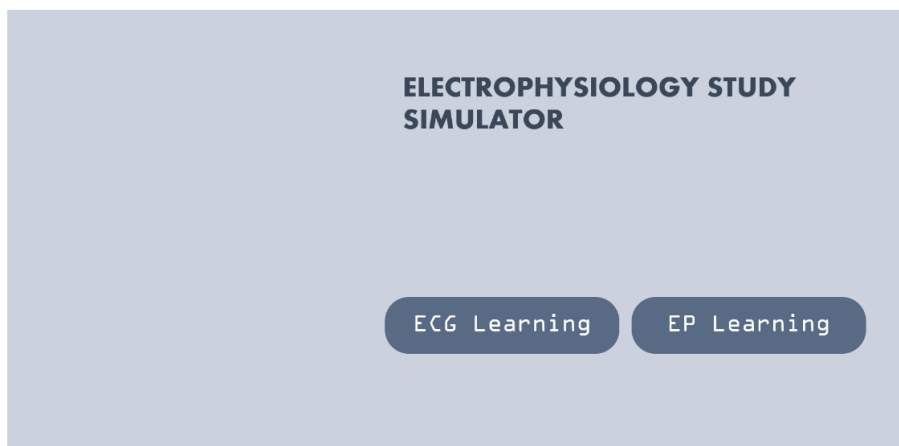 ELECTROPHYSIOLOGY STUDY
SIMULATOR
ECG Learning
EP Learning